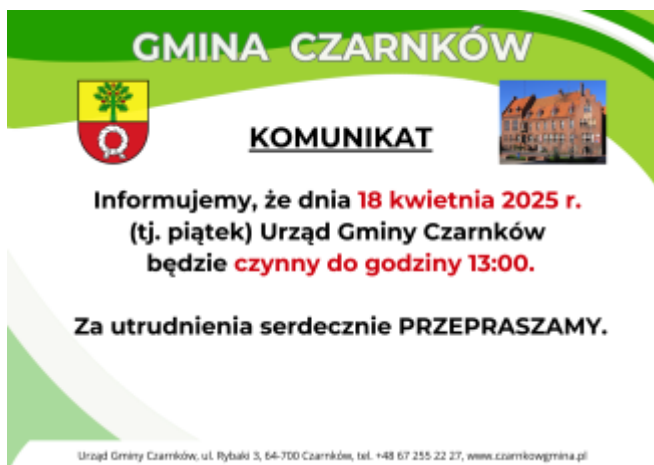 GMINA CZARNKÓW
KOMUNIKAT
Informujemy, że dnia 18 kwietnia 2025 r.
(tj. piątek) Urząd Gminy Czarnków
będzie czynny do godziny 13:00.
Za utrudnienia serdecznie PRZEPRASZAMY.
Urząd Gminy Czarnków, ul. Rybaki 3, 64-700 Czarnków, tel. +48 67 255 22 27, www.czarnkowgmina.pl